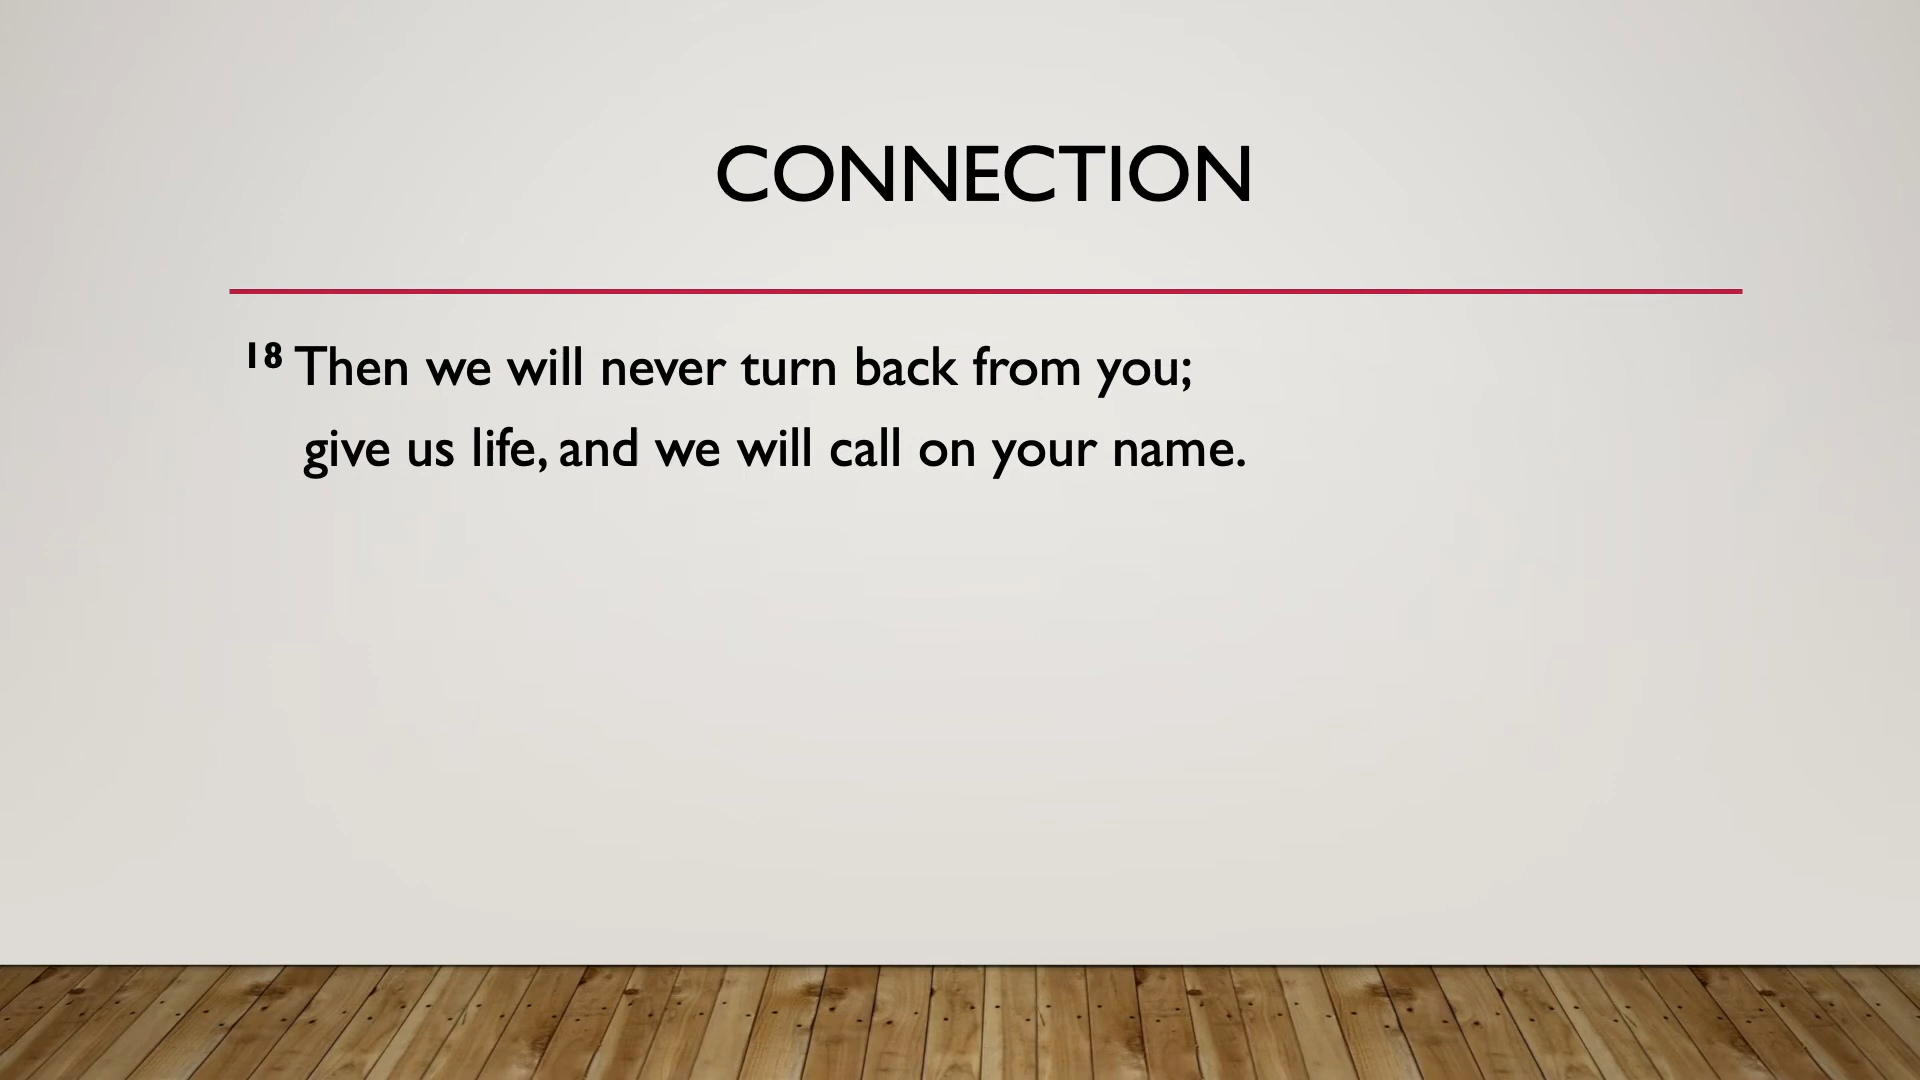 CONNECTION
18 Then we will never turn back from you;
give us life, and we will call on your name.